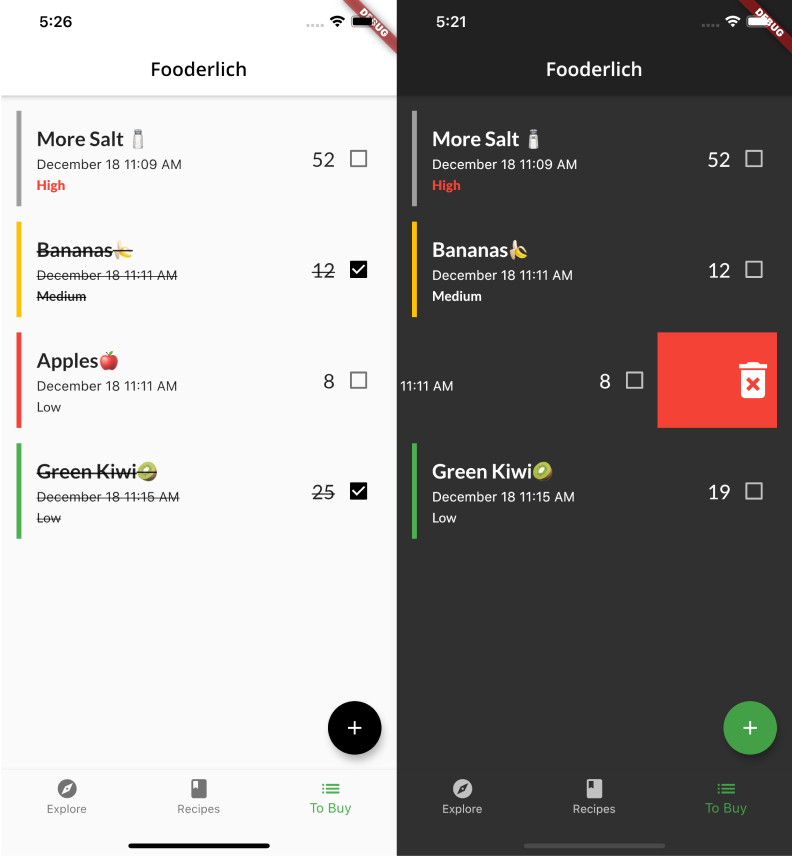 5:26
DEBUG
Fooderlich
More Salt 🧂
December 18 11:09 AM
High
52
Bananas🍌
December 18 11:11 AM
Medium
12
Apples🍎
December 18 11:11 AM
Low
8
Green Kiwi🥝
December 18 11:15 AM
Low
25
Explore
Recipes
To Buy
5:21
DEBUG
Fooderlich
More Salt 🧂
December 18 11:09 AM
High
52
Bananas🍌
December 18 11:11 AM
Medium
12
11:11 AM
8
Green Kiwi🥝
December 18 11:15 AM
Low
19
Explore
Recipes
To Buy